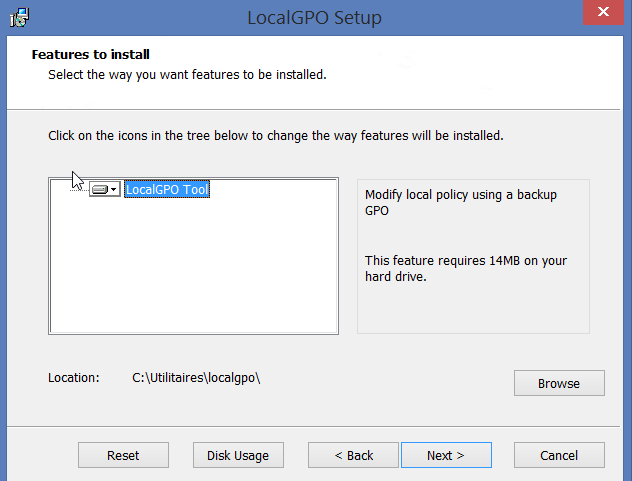 LocalGPO Setup
Features to install
Select the way you want features to be installed.
Click on the icons in the tree below to change the way features will be installed.
LocalGPO Tool
Modify local policy using a backup
GPO
This feature requires 14MB on your
hard drive.
Location: C:\Utilitaires\localgpo\
Browse
Reset Disk Usage < Back Next > Cancel